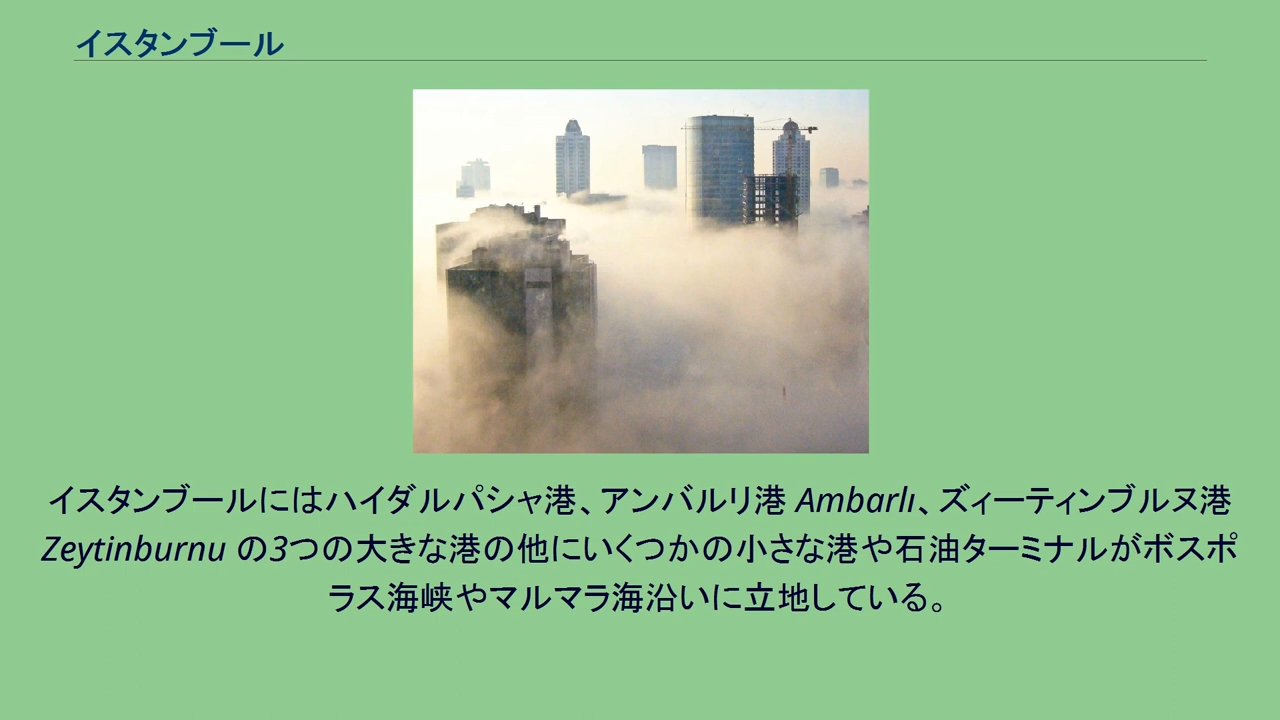 イスタンブール
イスタンブールにはハイダルパシャ港、アンバルリ港 Ambarlı、ズィーティンブルヌ港
Zeytinburnu の3つの大きな港の他にいくつかの小さな港や石油ターミナルがボスポ
ラス海峡やマルマラ海沿いに立地している。